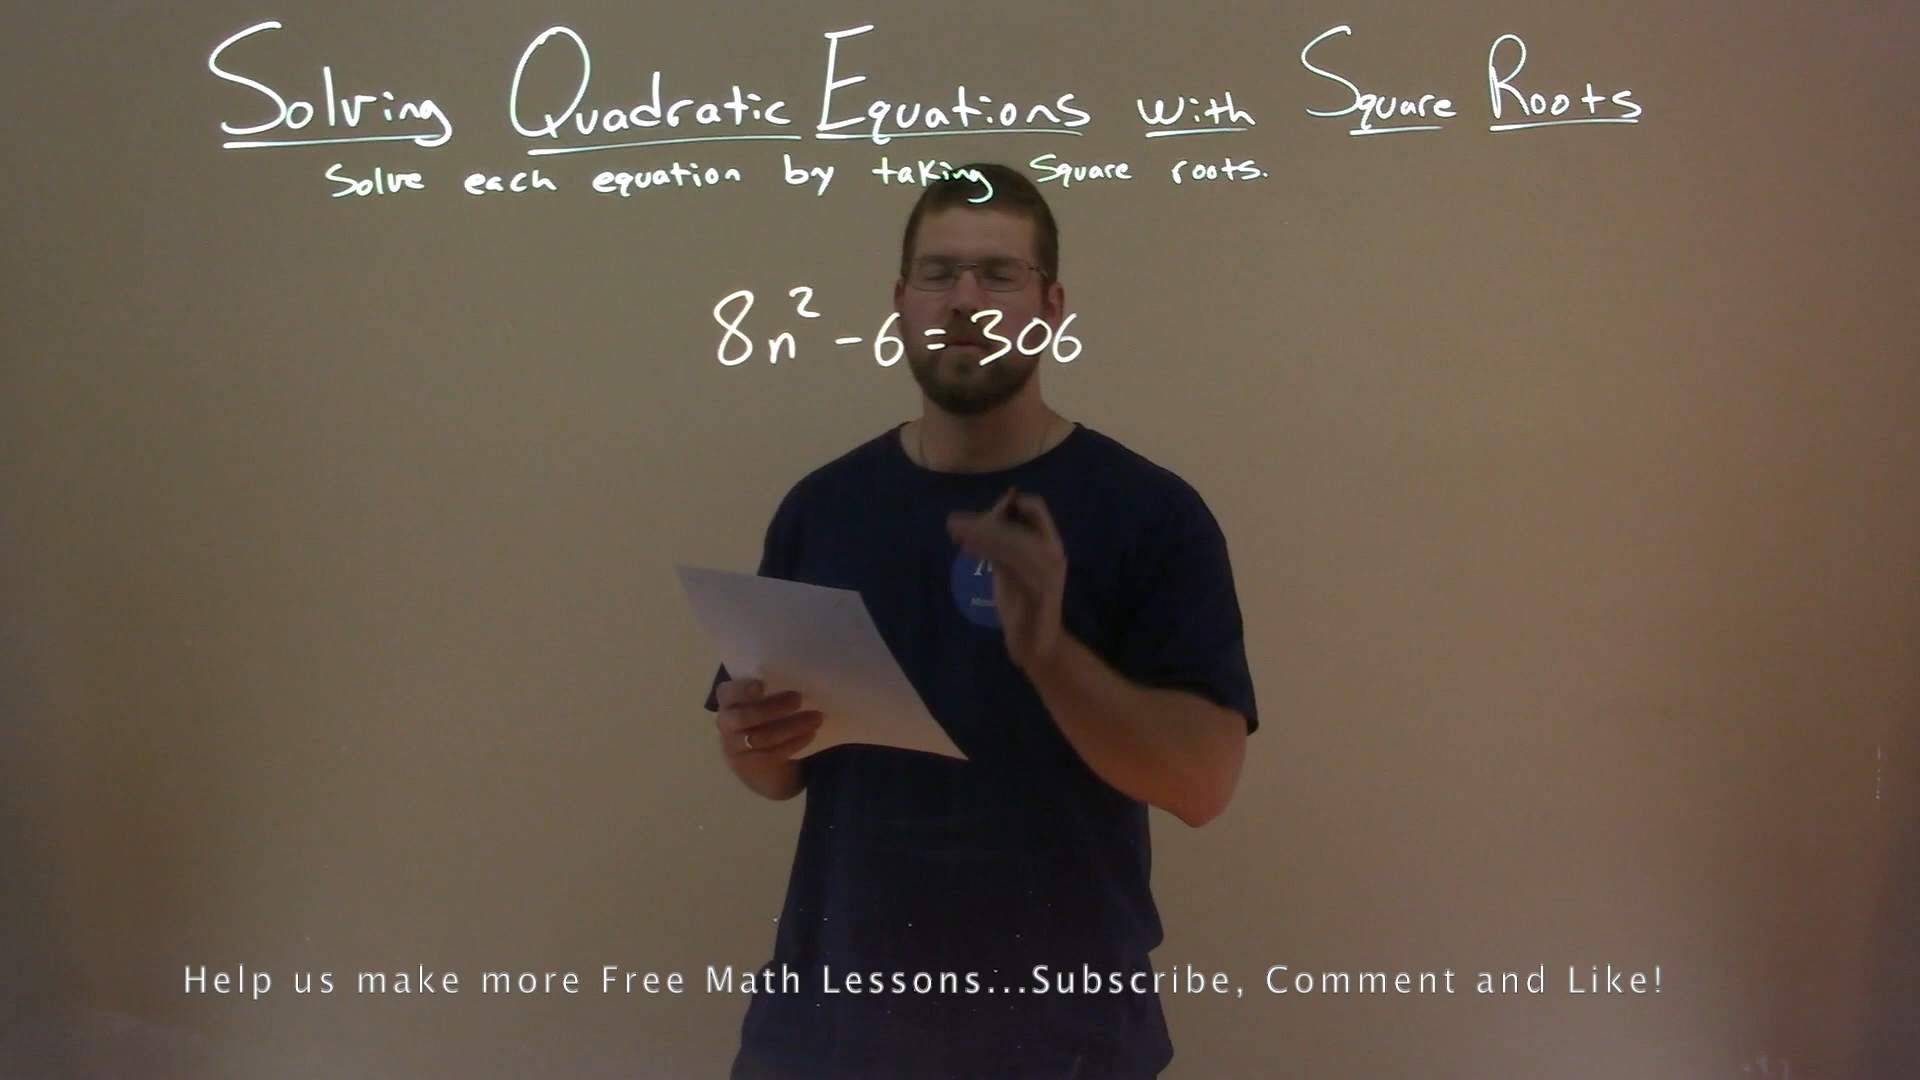 Solving Quadratic Equations with Square Roots
Solve each equation by taking Square roots.
8n² - 6 = 306
Help us make more Free Math Lessons...Subscribe, Comment and Like!